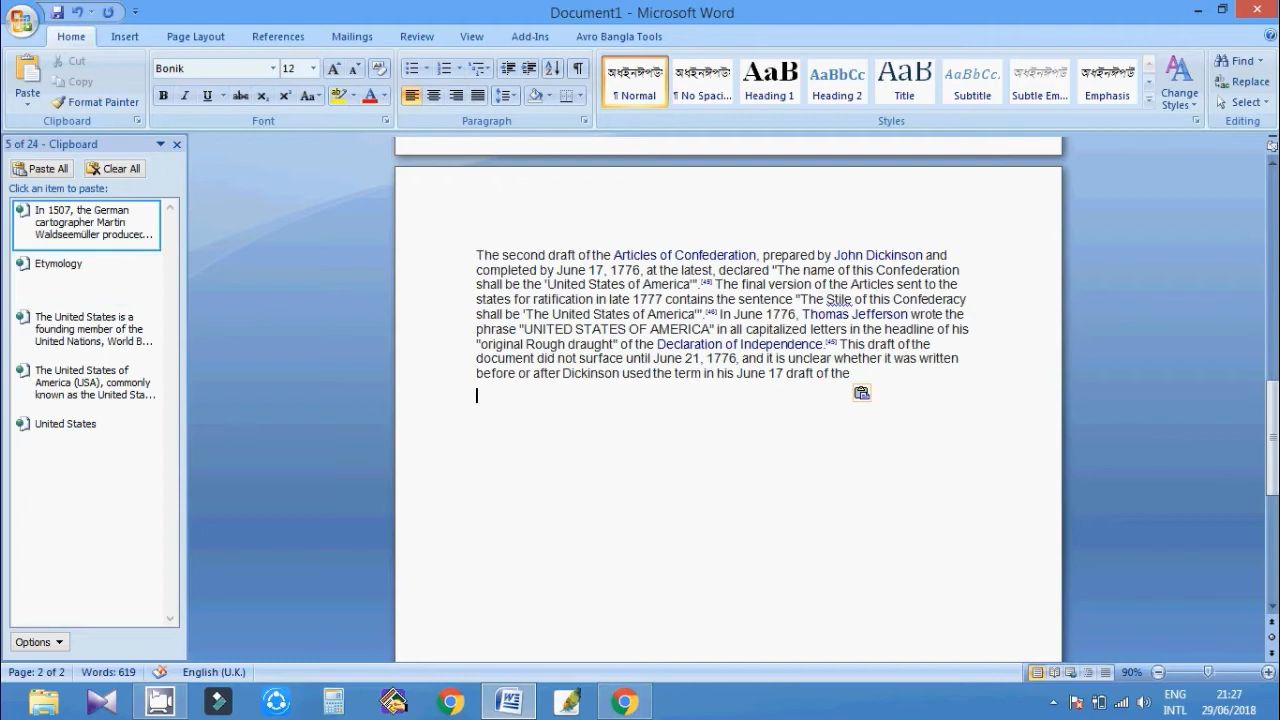 Document1 - Microsoft Word
Home Insert Page Layout References Mailings Review View Add-Ins Avro Bangla Tools
Paste
Cut
Copy
Format Painter
Clipboard
Bonik 12
Font
Paragraph
¶ Normal
¶ No Spaci...
AaB
Heading 1
AaBbCc
Heading 2
AaB
Title
AaBbCc.
Subtitle
Subtle Em...
Emphasis
Change
Styles
Styles
Find
Replace
Select
Editing
5 of 24 - Clipboard
Paste All Clear All
Click an item to paste:
In 1507, the German
cartographer Martin
Waldseemüller produced...
Etymology
The United States is a
founding member of the
United Nations, World B...
The United States of
America (USA), commonly
known as the United Sta...
United States
Options
The second draft of the Articles of Confederation, prepared by John Dickinson and
completed by June 17, 1776, at the latest, declared "The name of this Confederation
shall be the 'United States of America'".[49] The final version of the Articles sent to the
states for ratification in late 1777 contains the sentence "The Stile of this Confederacy
shall be 'The United States of America'".[46] In June 1776, Thomas Jefferson wrote the
phrase "UNITED STATES OF AMERICA" in all capitalized letters in the headline of his
"original Rough draught" of the Declaration of Independence.[45] This draft of the
document did not surface until June 21, 1776, and it is unclear whether it was written
before or after Dickinson used the term in his June 17 draft of the
Page: 2 of 2 Words: 619 English (U.K.) 90%
ENG 21:27
INTL 29/06/2018